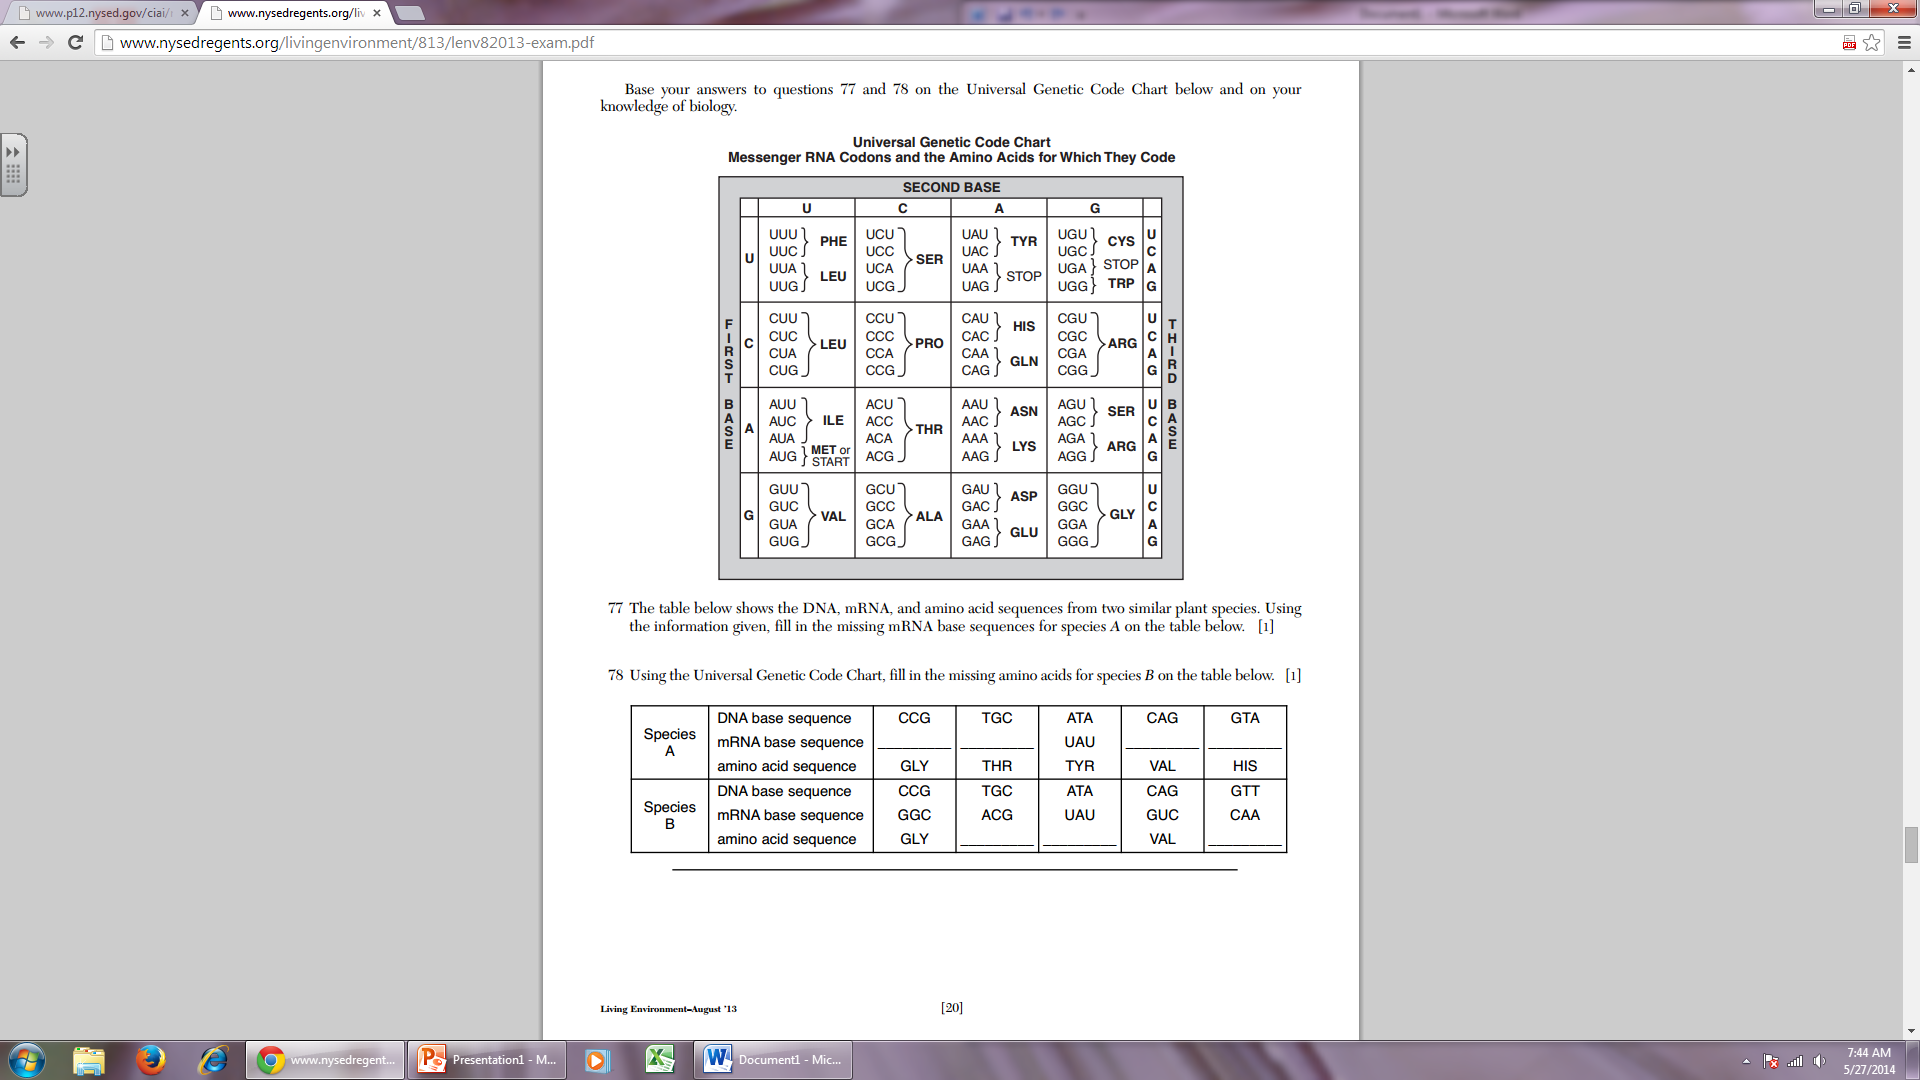 www.p12.nysed.gov/ciai/
www.nysedregents.org/liv
www.nysedregents.org/livingenvironment/813/lenv82013-exam.pdf
Base your answers to questions 77 and 78 on the Universal Genetic Code Chart below and on your
knowledge of biology.
Universal Genetic Code Chart
Messenger RNA Codons and the Amino Acids for Which They Code
SECOND BASE
U C A G
FIRST BASE
THIRD BASE
U
UUU UCU UAU UGU U
UUC PHE UCC UAC TYR UGC CYS C
UUA UCA SER UAA UGA STOP A
UUG LEU UCG UAG STOP UGG TRP G
C
CUU CCU CAU CGU U
CUC CCC CAC HIS CGC C
CUA LEU CCA PRO CAA CGA ARG A
CUG CCG CAG GLN CGG G
A
AUU ACU AAU AGU U
AUC ILE ACC AAC ASN AGC SER C
AUA ACA THR AAA AGA A
AUG MET or START ACG AAG LYS AGG ARG G
G
GUU GCU GAU GGU U
GUC GCC GAC ASP GGC C
GUA VAL GCA ALA GAA GGA GLY A
GUG GCG GAG GLU GGG G
77 The table below shows the DNA, mRNA, and amino acid sequences from two similar plant species. Using
the information given, fill in the missing mRNA base sequences for species A on the table below. [1]
78 Using the Universal Genetic Code Chart, fill in the missing amino acids for species B on the table below. [1]
Species A
DNA base sequence CCG TGC ATA CAG GTA
mRNA base sequence UAU
amino acid sequence GLY THR TYR VAL HIS
Species B
DNA base sequence CCG TGC ATA CAG GTT
mRNA base sequence GGC ACG UAU GUC CAA
amino acid sequence GLY VAL
Living Environment–August '13
[20]
www.nysedregent...
Presentation1 - M...
Document1 - Mic...
7:44 AM
5/27/2014